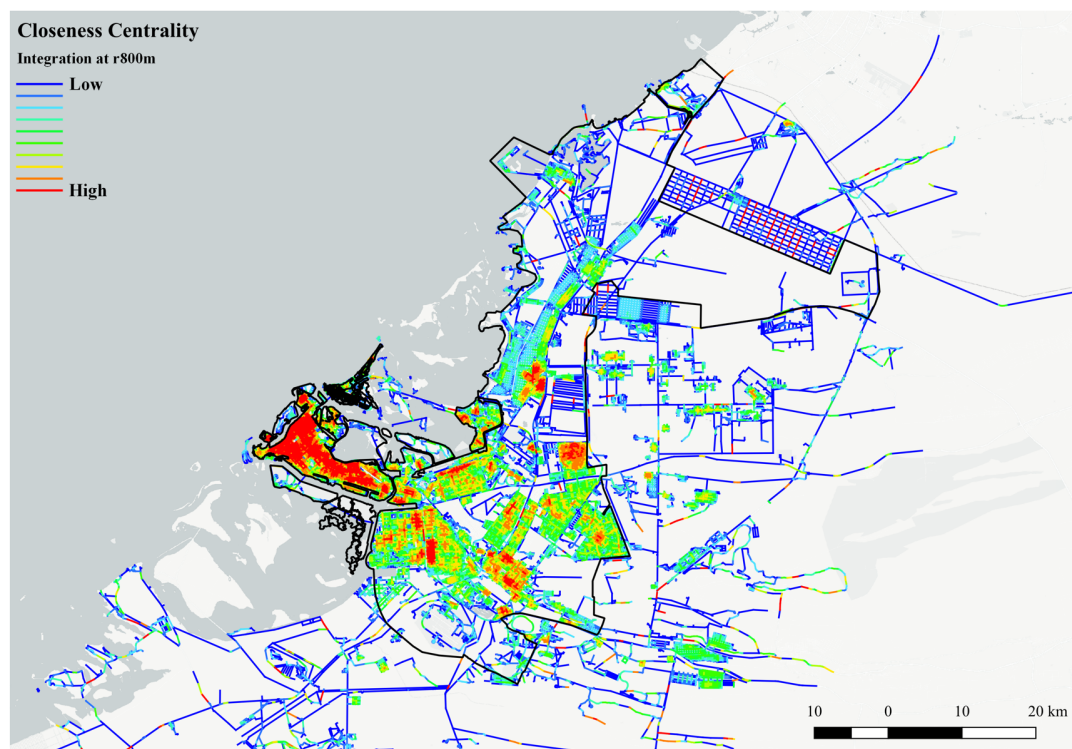 Closeness Centrality
Integration at r800m
Low
High
10 0 10 20 km